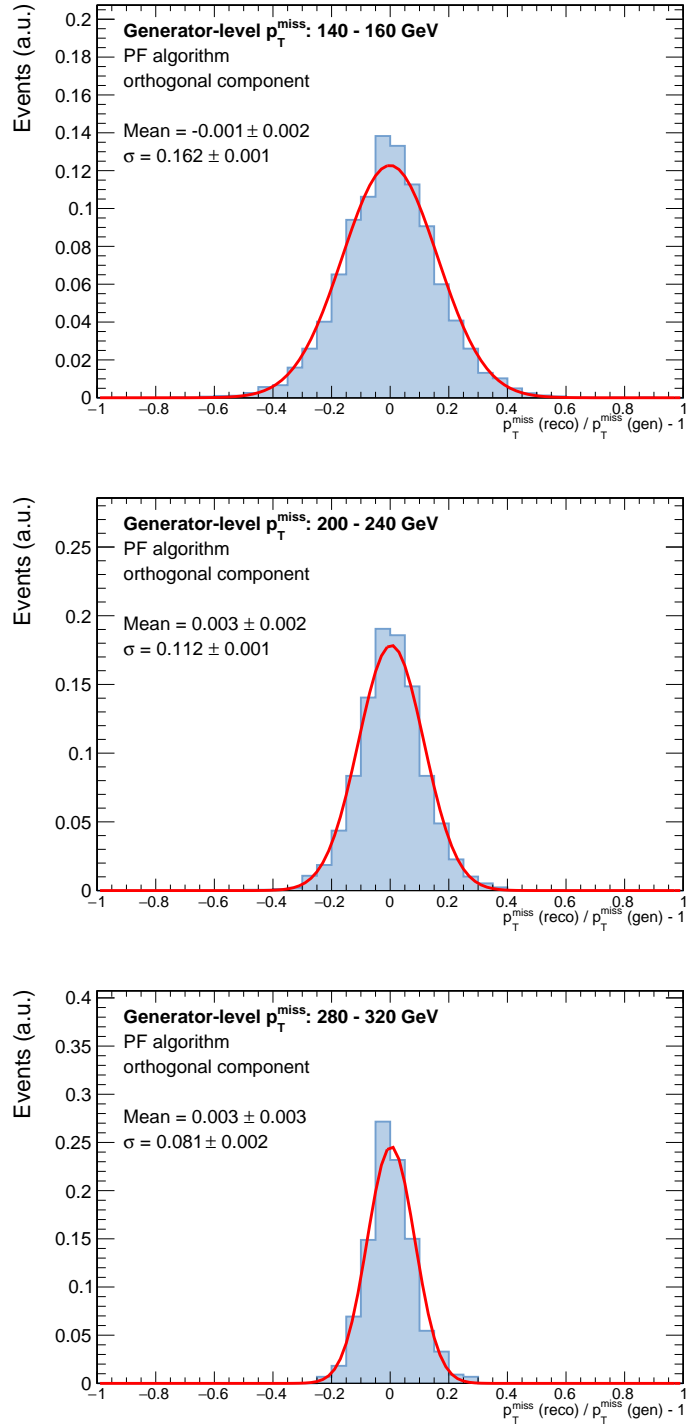 Events (a.u.)
Generator-level p_T^miss: 140 - 160 GeV
PF algorithm
orthogonal component
Mean = -0.001 ± 0.002
σ = 0.162 ± 0.001
0.2
0.18
0.16
0.14
0.12
0.1
0.08
0.06
0.04
0.02
0
−1 −0.8 −0.6 −0.4 −0.2 0 0.2 0.4 0.6 0.8 1
p_T^miss (reco) / p_T^miss (gen) - 1
Events (a.u.)
Generator-level p_T^miss: 200 - 240 GeV
PF algorithm
orthogonal component
Mean = 0.003 ± 0.002
σ = 0.112 ± 0.001
0.25
0.2
0.15
0.1
0.05
0
−1 −0.8 −0.6 −0.4 −0.2 0 0.2 0.4 0.6 0.8 1
p_T^miss (reco) / p_T^miss (gen) - 1
Events (a.u.)
Generator-level p_T^miss: 280 - 320 GeV
PF algorithm
orthogonal component
Mean = 0.003 ± 0.003
σ = 0.081 ± 0.002
0.4
0.35
0.3
0.25
0.2
0.15
0.1
0.05
0
−1 −0.8 −0.6 −0.4 −0.2 0 0.2 0.4 0.6 0.8 1
p_T^miss (reco) / p_T^miss (gen) - 1